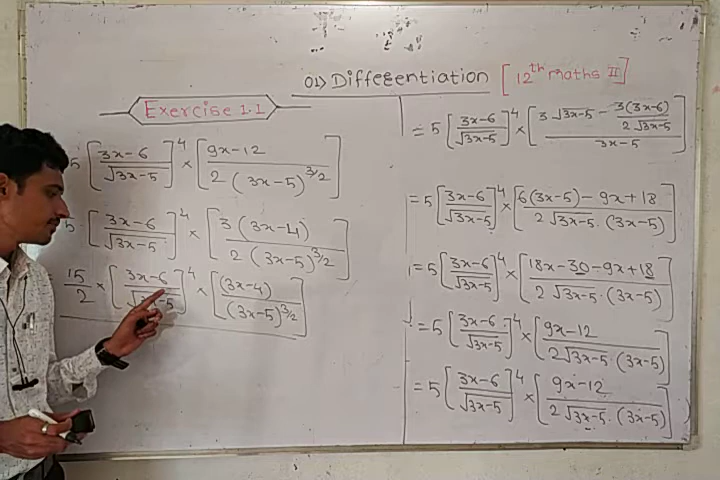 01) Differentiation [12th maths II]
Exercise 1.1
= 5 [(3x-6)/(√3x-5)]^4 × [(3 √3x-5 - 3(3x-6)/(2√3x-5))/(3x-5)]
= 5 [(3x-6)/(√3x-5)]^4 × [(6(3x-5) - 9x+18)/(2√3x-5 · (3x-5))]
= 5 [(3x-6)/(√3x-5)]^4 × [(18x-30-9x+18)/(2√3x-5 · (3x-5))]
= 5 [(3x-6)/(√3x-5)]^4 × [(9x-12)/(2√3x-5 · (3x-5))]
= 5 [(3x-6)/(√3x-5)]^4 × [(9x-12)/(2√3x-5 · (3x-5))]
5 [(3x-6)/(√3x-5)]^4 × [(9x-12)/(2 (3x-5)^3/2)]
5 [(3x-6)/(√3x-5)]^4 × [(3(3x-4))/(2 (3x-5)^3/2)]
15/2 × [(3x-6)/(√3x-5)]^4 × [(3x-4)/((3x-5)^3/2)]